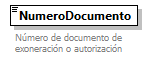 NumeroDocumento
Número de documento de
exoneración o autorización